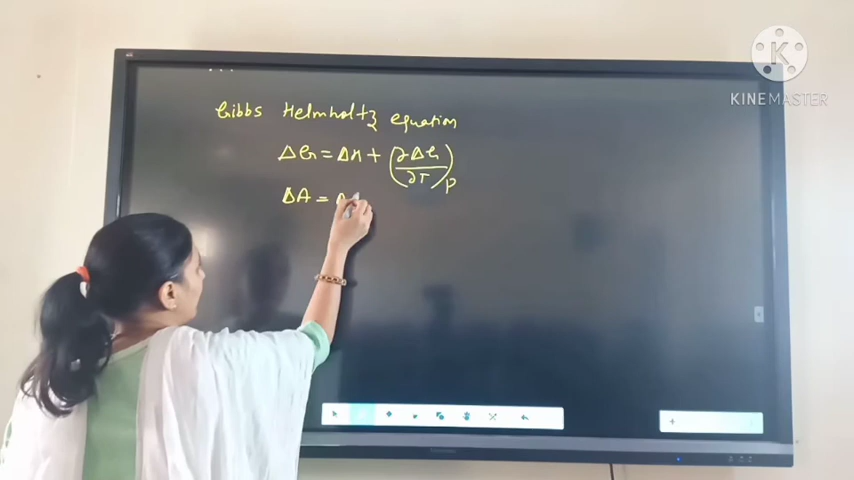 Gibbs Helmholtz equation
ΔG = ΔH + (∂ΔG/∂T)P
ΔA = Δ
KINEMASTER